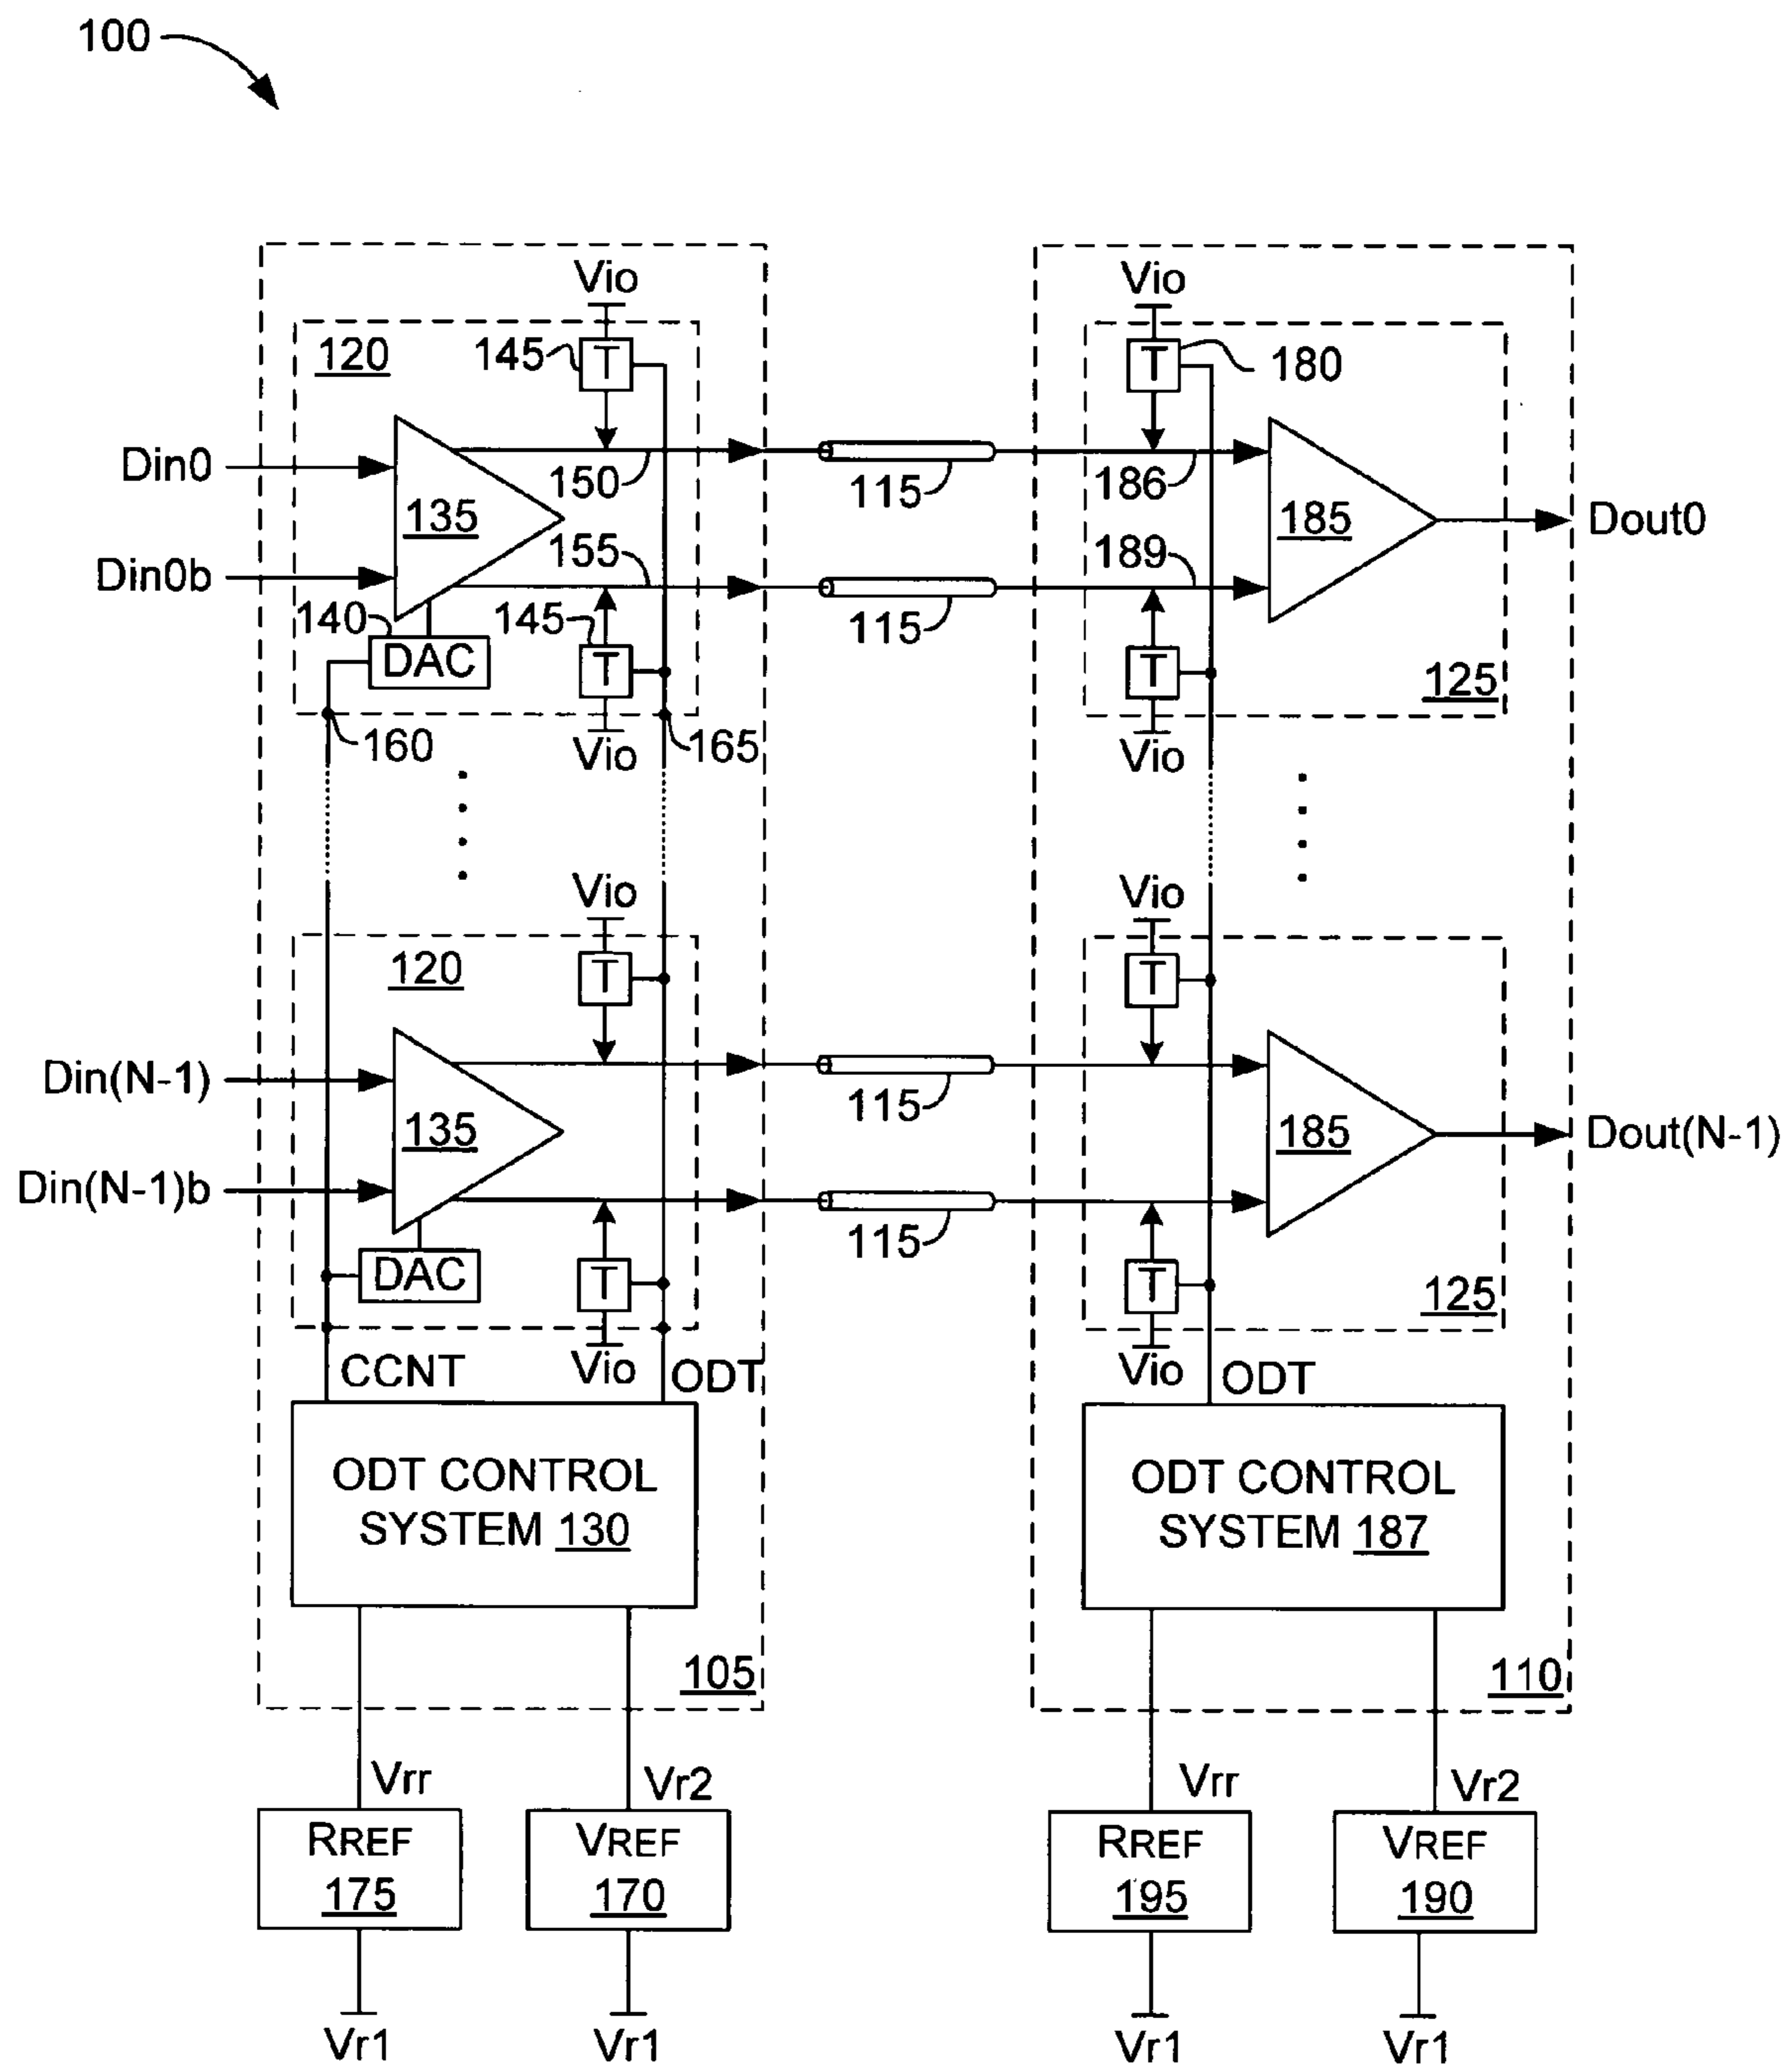 100
Vio Vio
120 145 T T 180
Din0 150 115 186 Dout0
135 185
Din0b 155 115 189
140 DAC 145 T T 125
160 Vio 165 Vio
Vio Vio
120 T T
Din(N-1) 115
135 185 Dout(N-1)
Din(N-1)b 115
DAC T T 125
CCNT Vio ODT Vio ODT
ODT CONTROL ODT CONTROL
SYSTEM 130 SYSTEM 187
105 110
Vrr Vr2 Vrr Vr2
RREF VREF RREF VREF
175 170 195 190
Vr1 Vr1 Vr1 Vr1